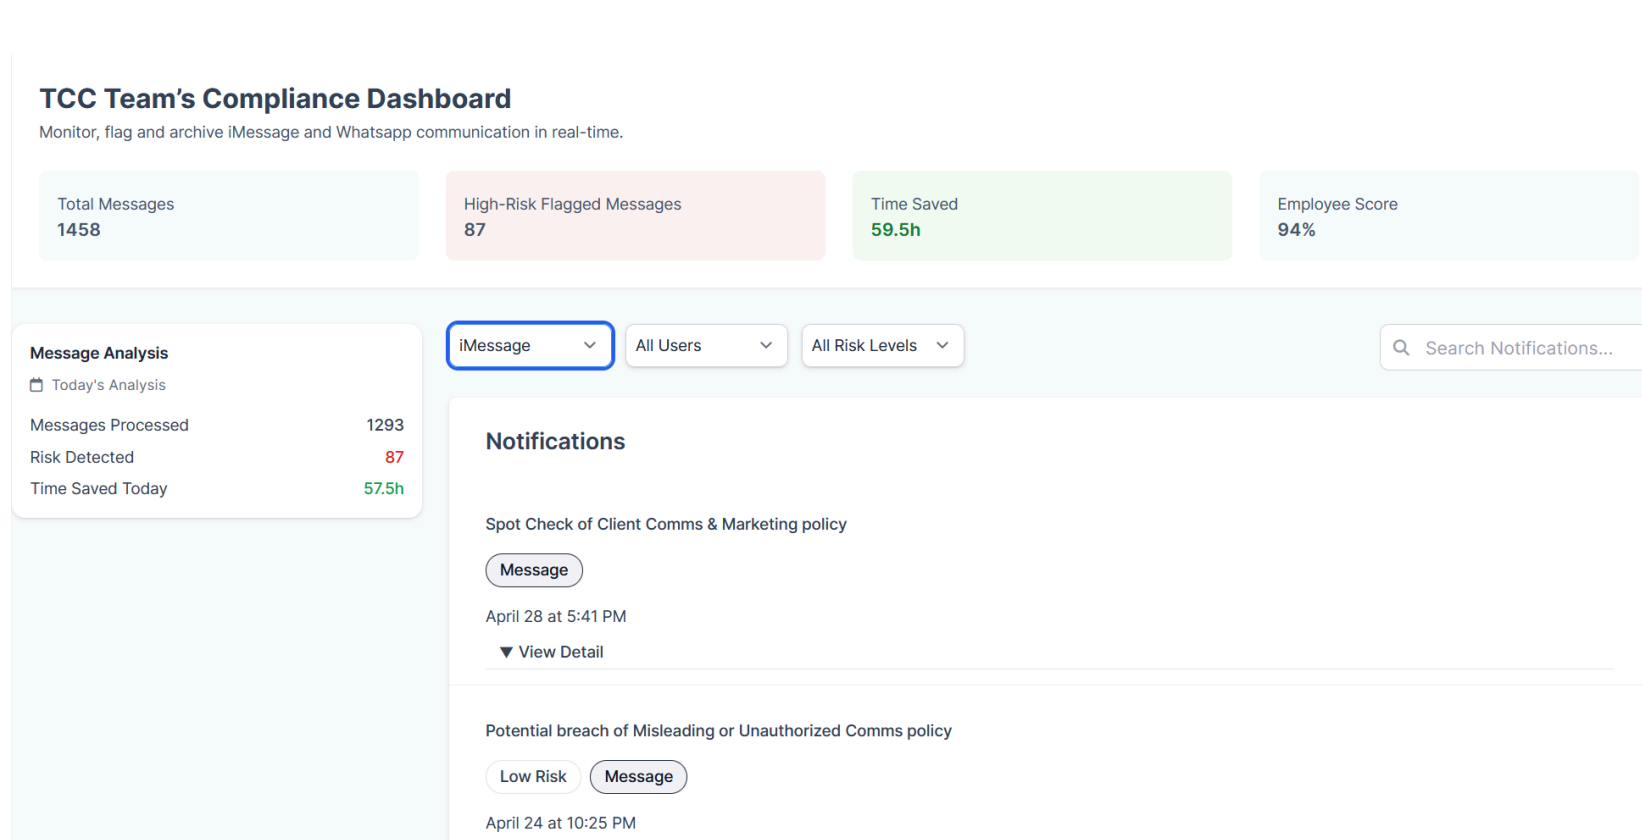 TCC Team’s Compliance Dashboard
Monitor, flag and archive iMessage and Whatsapp communication in real-time.
Total Messages
1458
High-Risk Flagged Messages
87
Time Saved
59.5h
Employee Score
94%
Message Analysis
Today's Analysis
Messages Processed 1293
Risk Detected 87
Time Saved Today 57.5h
iMessage
All Users
All Risk Levels
Search Notifications...
Notifications
Spot Check of Client Comms & Marketing policy
Message
April 28 at 5:41 PM
▼ View Detail
Potential breach of Misleading or Unauthorized Comms policy
Low Risk Message
April 24 at 10:25 PM